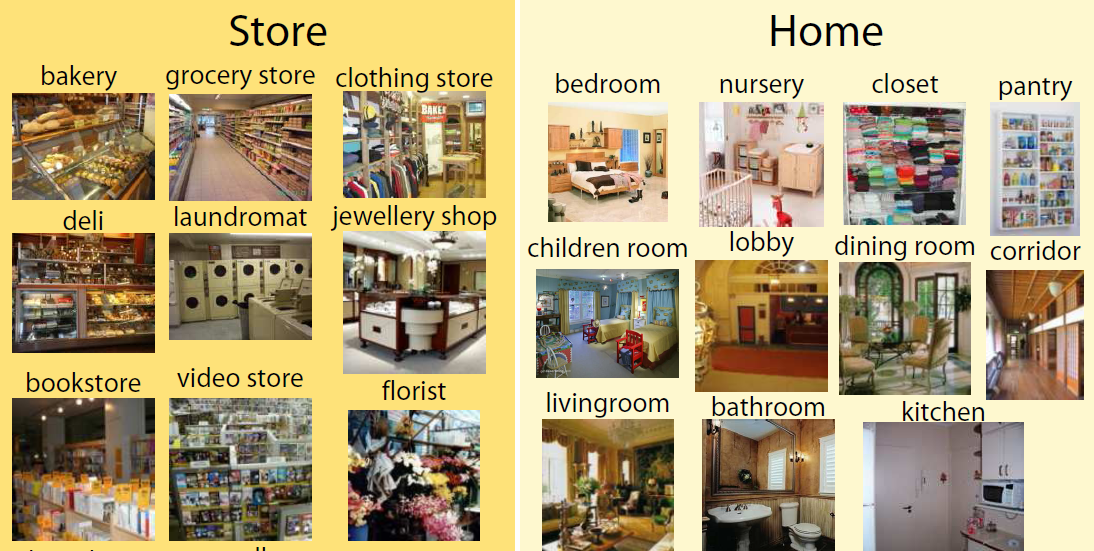 Store
bakery
grocery store
clothing store
BAKER
deli
laundromat
jewellery shop
bookstore
video store
florist
Home
bedroom
nursery
closet
pantry
children room
lobby
dining room
corridor
livingroom
bathroom
kitchen